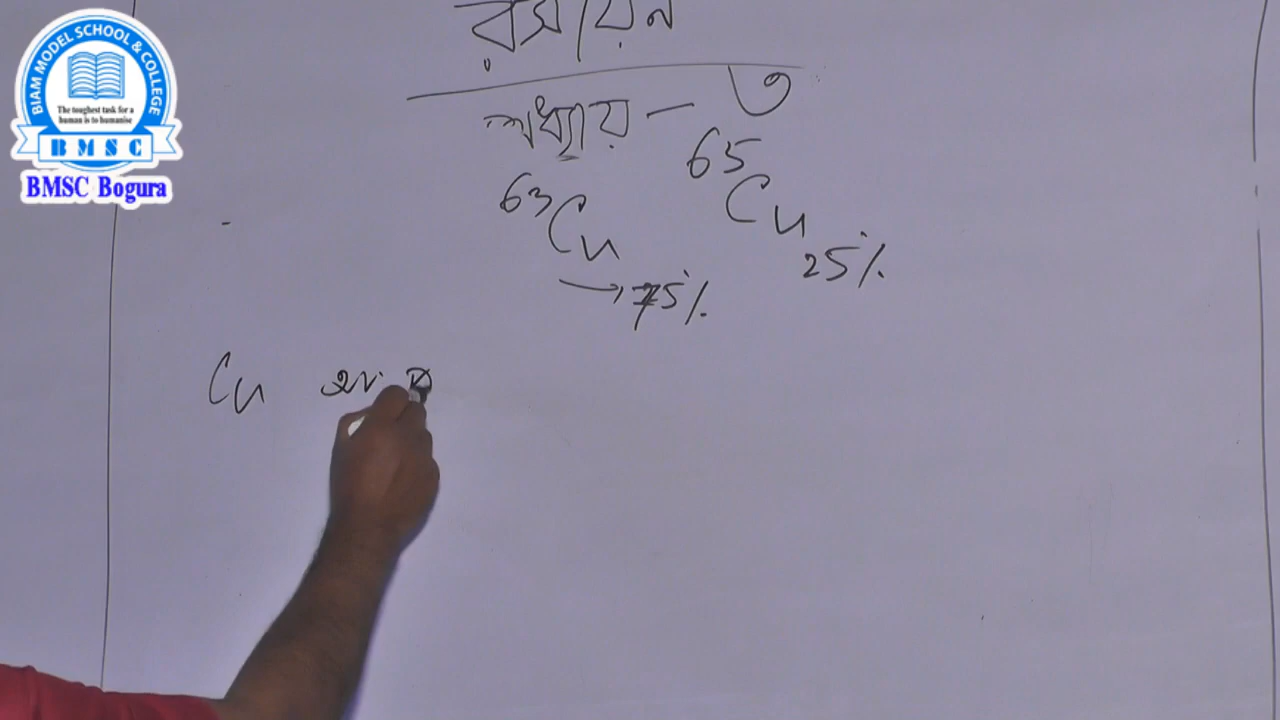 BIAM MODEL SCHOOL & COLLEGE
The toughest task for a
human is to humanise
BMSC
BMSC Bogura
রসায়ন
অধ্যায় - ৩
63Cu 65Cu
→ 75% 25%
Cu